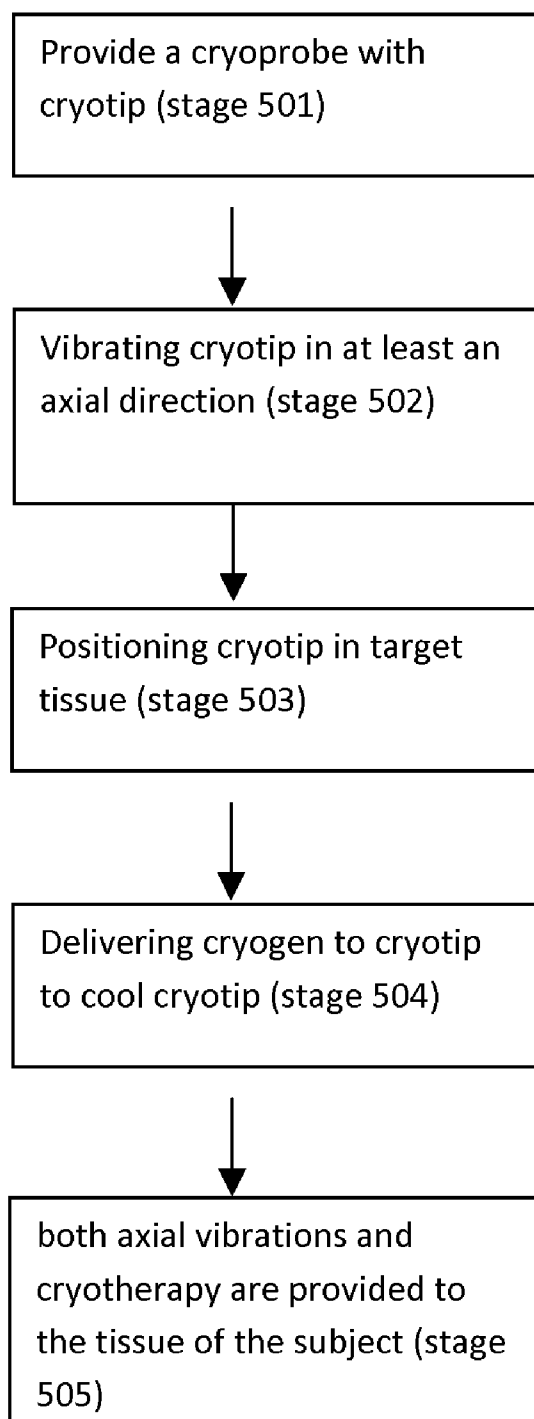 Provide a cryoprobe with
cryotip (stage 501)
Vibrating cryotip in at least an
axial direction (stage 502)
Positioning cryotip in target
tissue (stage 503)
Delivering cryogen to cryotip
to cool cryotip (stage 504)
both axial vibrations and
cryotherapy are provided to
the tissue of the subject (stage
505)